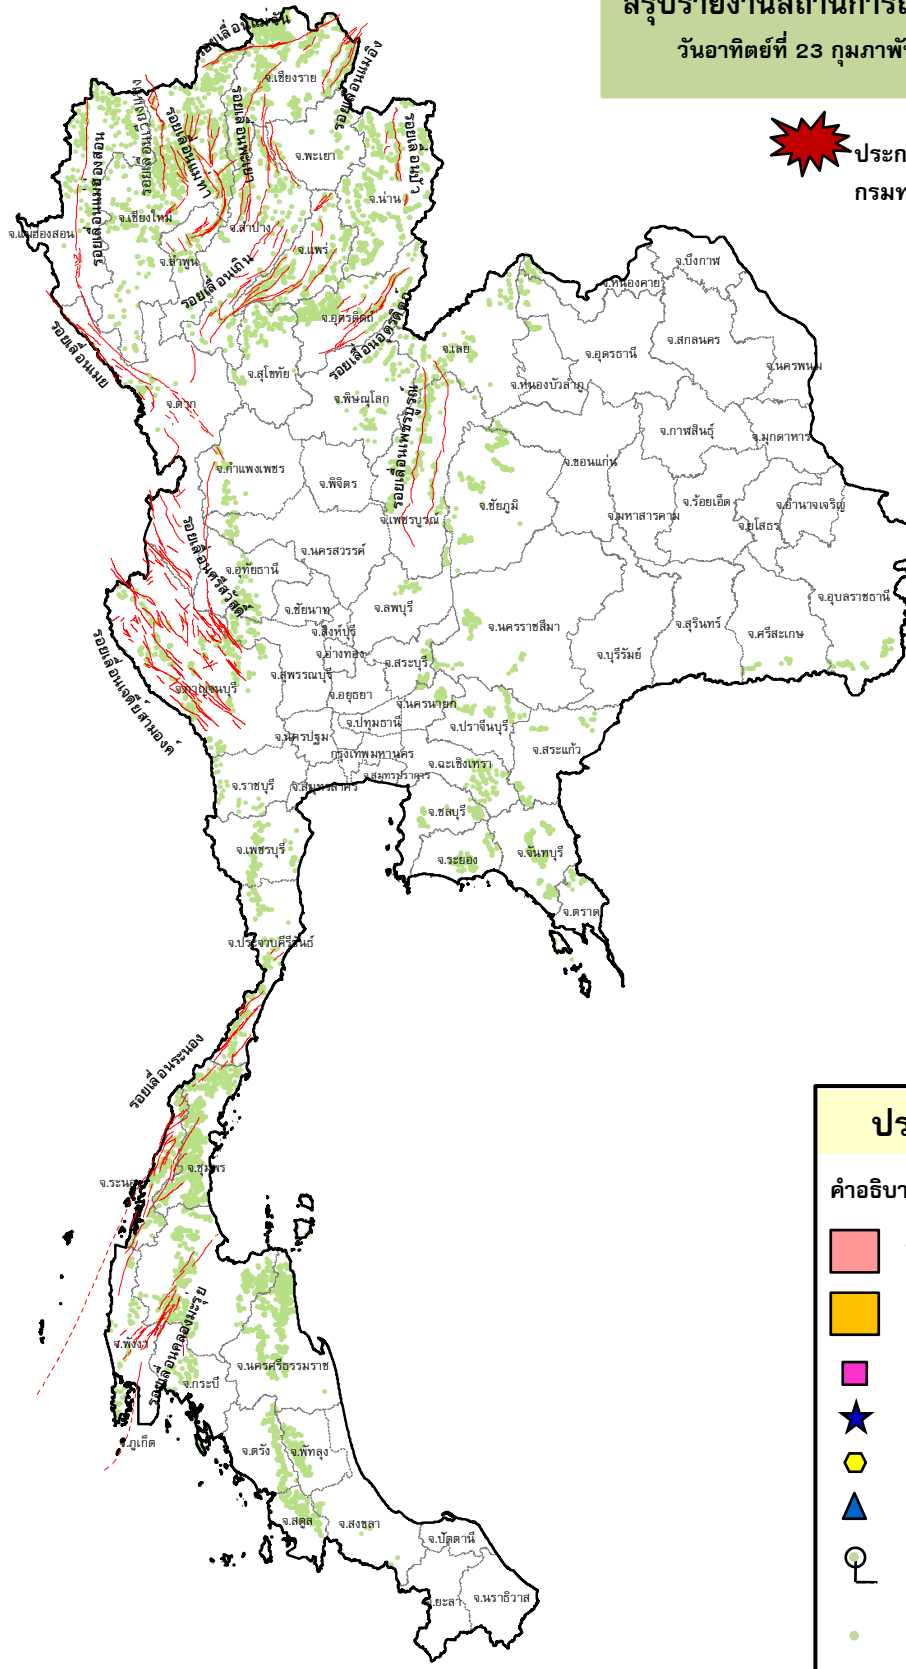 สรุปรายงานสถานการณ์
วันอาทิตย์ที่ 23 กุมภาพัน
ประก
กรมท
รอยเลื่อนแม่จัน
จ.เชียงราย
รอยเลื่อนแม่อิง
รอยเลื่อนแม่ทา
รอยเลื่อนพะเยา
รอยเลื่อนปัว
รอยเลื่อนแม่ฮ่องสอน
จ.พะเยา
จ.น่าน
จ.เชียงใหม่
จ.แม่ฮ่องสอน
จ.ลำปาง
จ.ลำพูน
จ.แพร่
รอยเลื่อนเถิน
จ.อุตรดิตถ์
รอยเลื่อนอุตรดิตถ์
รอยเลื่อนเมย
จ.บึงกาฬ
จ.หนองคาย
จ.เลย
จ.อุดรธานี
จ.สกลนคร
จ.นครพนม
จ.หนองบัวลำภู
จ.สุโขทัย
จ.ตาก
จ.พิษณุโลก
รอยเลื่อนเพชรบูรณ์
จ.กาฬสินธุ์
จ.มุกดาหาร
จ.กำแพงเพชร
จ.พิจิตร
จ.ขอนแก่น
จ.ชัยภูมิ
จ.ร้อยเอ็ด
จ.อำนาจเจริญ
จ.เพชรบูรณ์
จ.มหาสารคาม
จ.ยโสธร
รอยเลื่อนศรีสวัสดิ์
จ.นครสวรรค์
จ.อุทัยธานี
จ.ชัยนาท
จ.ลพบุรี
จ.อุบลราชธานี
จ.สิงห์บุรี
จ.นครราชสีมา
จ.สุรินทร์
จ.ศรีสะเกษ
จ.อ่างทอง
จ.บุรีรัมย์
จ.สุพรรณบุรี
จ.สระบุรี
จ.กาญจนบุรี
จ.อยุธยา
จ.นครนายก
รอยเลื่อนเจดีย์สามองค์
จ.ปทุมธานี
จ.ปราจีนบุรี
จ.นครปฐม
จ.สระแก้ว
กรุงเทพมหานคร
จ.ฉะเชิงเทรา
จ.สมุทรปราการ
จ.ราชบุรี
จ.สมุทรสาคร
จ.ชลบุรี
จ.เพชรบุรี
จ.ระยอง
จ.จันทบุรี
จ.ตราด
จ.ประจวบคีรีขันธ์
รอยเลื่อนระนอง
จ.ชุมพร
จ.ระนอง
รอยเลื่อนคลองมะรุ่ย
จ.พังงา
จ.นครศรีธรรมราช
จ.กระบี่
จ.ภูเก็ต
จ.ตรัง
จ.พัทลุง
จ.สตูล
จ.สงขลา
จ.ปัตตานี
จ.ยะลา
จ.นราธิวาส
ปร
คำอธิบา